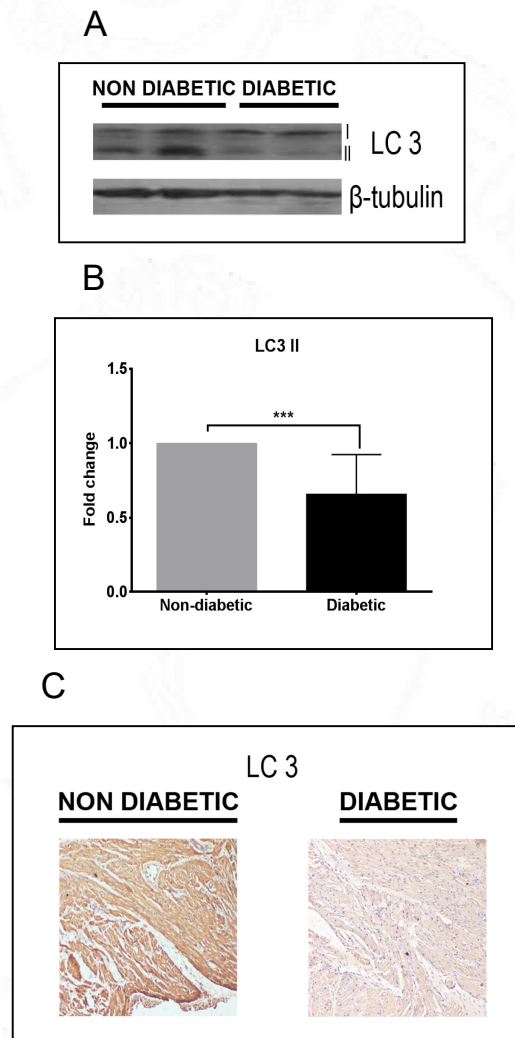 A
NON DIABETIC DIABETIC
I
II
LC 3
β-tubulin
B
LC3 II
1.5
1.0
0.5
0.0
Fold change
***
Non-diabetic
Diabetic
C
LC 3
NON DIABETIC
DIABETIC